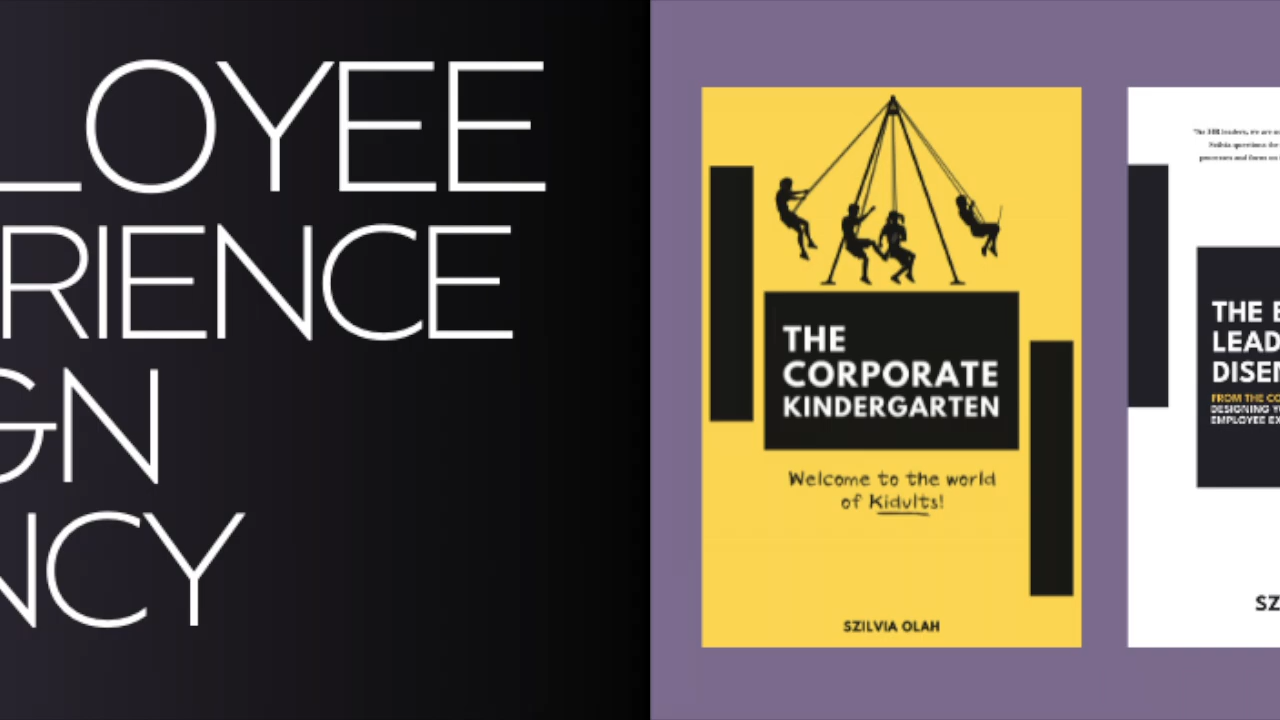 LOYEE
RIENCE
GN
NCY
THE
CORPORATE
KINDERGARTEN
Welcome to the world
of Kidults!
SZILVIA OLAH
THE
LEAD
DISEN
FROM THE CO
DESIGNING Y
EMPLOYEE EX
SZ